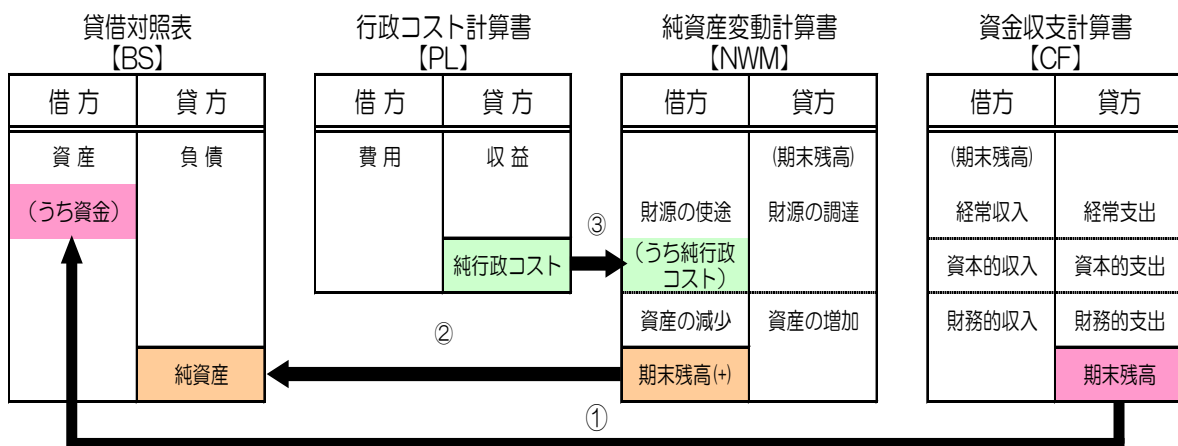 貸借対照表
【BS】
借 方
貸 方
資 産
負 債
(うち資金)
純資産
行政コスト計算書
【PL】
借 方
貸 方
費 用
収 益
純行政コスト
③
純資産変動計算書
【NWM】
借方
貸方
(期末残高)
財源の使途
財源の調達
(うち純行政
コスト)
資産の減少
資産の増加
期末残高(+)
②
資金収支計算書
【CF】
借方
貸方
(期末残高)
経常収入
経常支出
資本的収入
資本的支出
財務的収入
財務的支出
期末残高
①